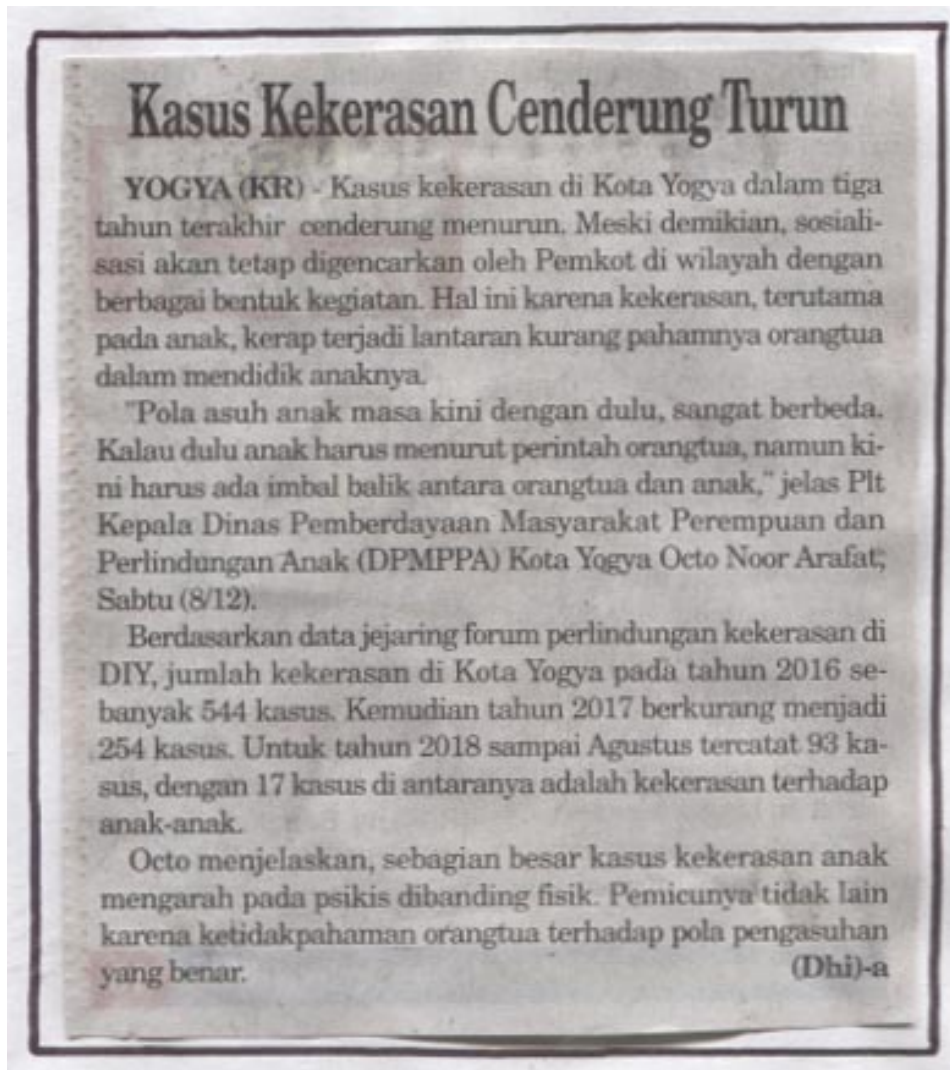 Kasus Kekerasan Cenderung Turun
YOGYA (KR) - Kasus kekerasan di Kota Yogya dalam tiga
tahun terakhir cenderung menurun. Meski demikian, sosiali-
sasi akan tetap digencarkan oleh Pemkot di wilayah dengan
berbagai bentuk kegiatan. Hal ini karena kekerasan, terutama
pada anak, kerap terjadi lantaran kurang pahamnya orangtua
dalam mendidik anaknya.
"Pola asuh anak masa kini dengan dulu, sangat berbeda.
Kalau dulu anak harus menurut perintah orangtua, namun ki-
ni harus ada imbal balik antara orangtua dan anak," jelas Plt
Kepala Dinas Pemberdayaan Masyarakat Perempuan dan
Perlindungan Anak (DPMPPA) Kota Yogya Octo Noor Arafat,
Sabtu (8/12).
Berdasarkan data jejaring forum perlindungan kekerasan di
DIY, jumlah kekerasan di Kota Yogya pada tahun 2016 se-
banyak 544 kasus. Kemudian tahun 2017 berkurang menjadi
254 kasus. Untuk tahun 2018 sampai Agustus tercatat 93 ka-
sus, dengan 17 kasus di antaranya adalah kekerasan terhadap
anak-anak.
Octo menjelaskan, sebagian besar kasus kekerasan anak
mengarah pada psikis dibanding fisik. Pemicunya tidak lain
karena ketidakpahaman orangtua terhadap pola pengasuhan
yang benar. (Dhi)-a